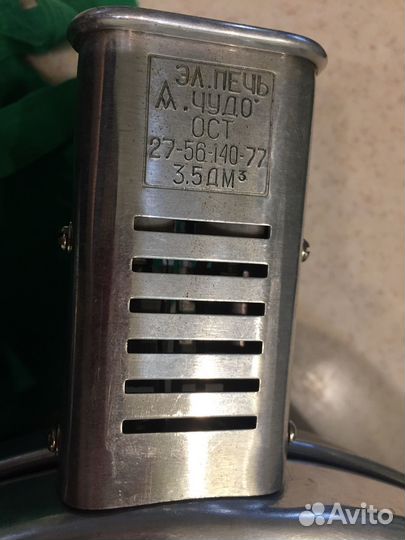 ЭЛ.ПЕЧЬ
"ЧУДО"
ОСТ
27-56-140-77
3.5ДМ³
Avito